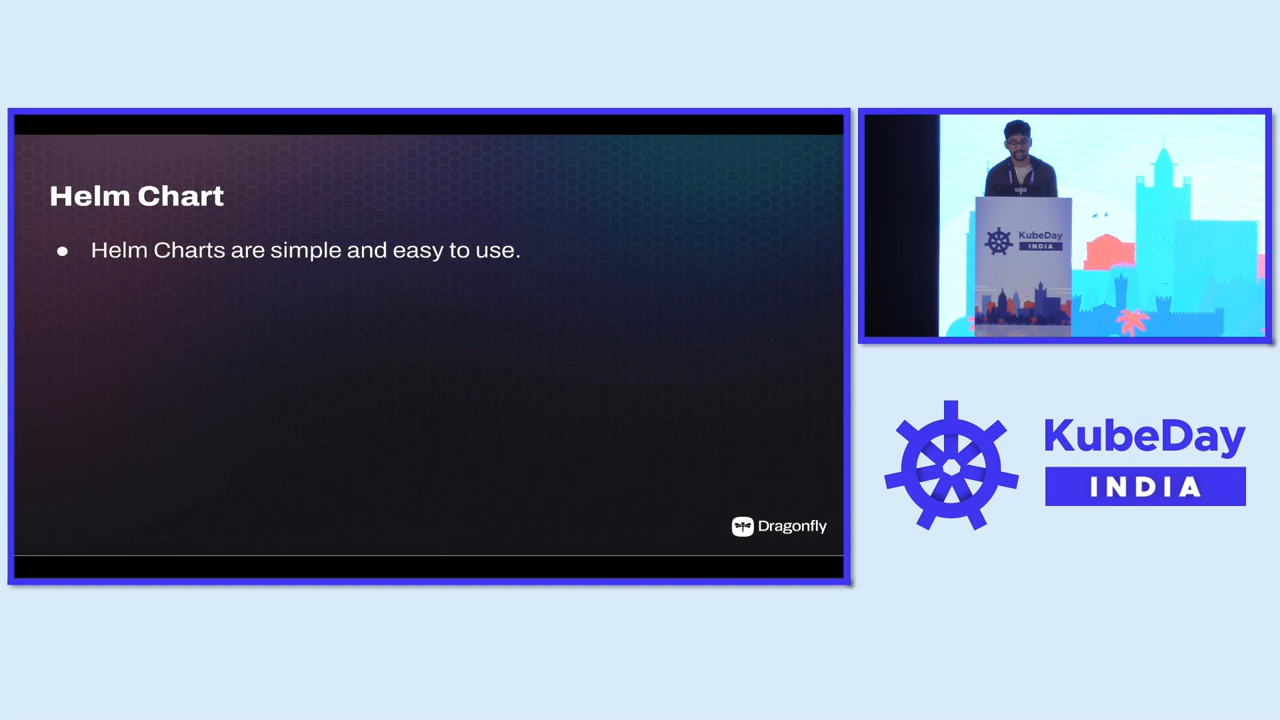 Helm Chart
● Helm Charts are simple and easy to use.
Dragonfly
KubeDay
INDIA
KubeDay
INDIA